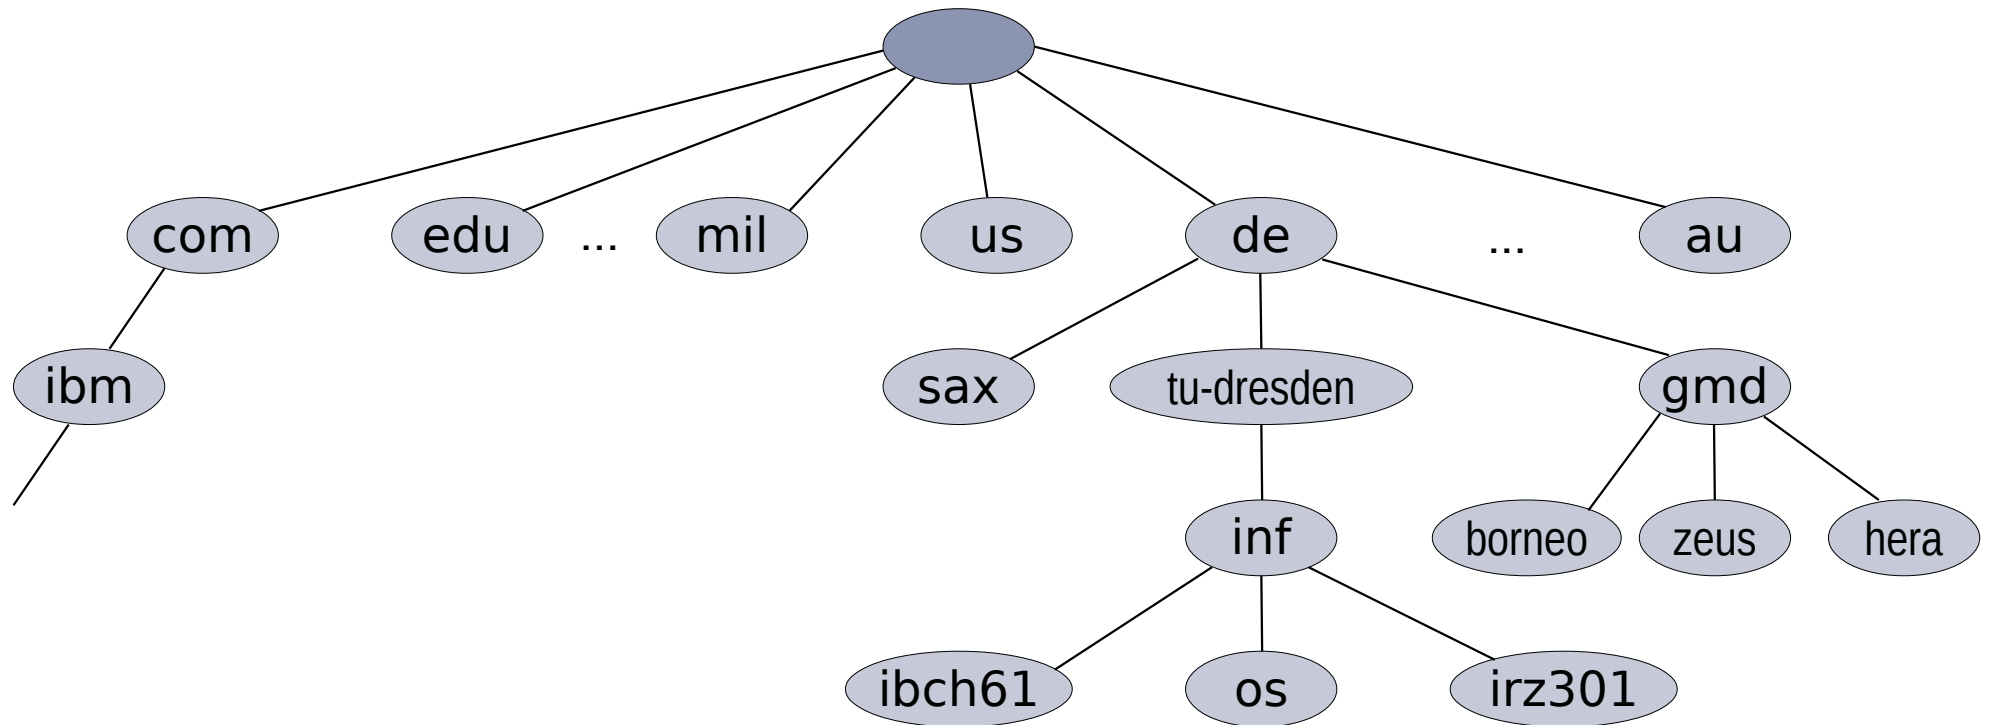 com edu ... mil us de ... au
ibm sax tu-dresden gmd
inf borneo zeus hera
ibch61 os irz301